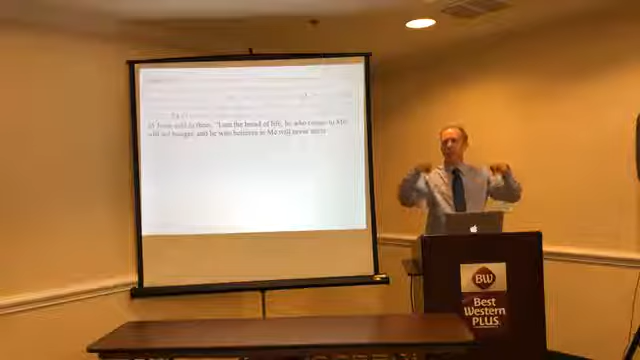 35 Jesus said to them, "I am the bread of life; he who comes to Me
will not hunger, and he who believes in Me will never thirst
BW
Best
Western
PLUS